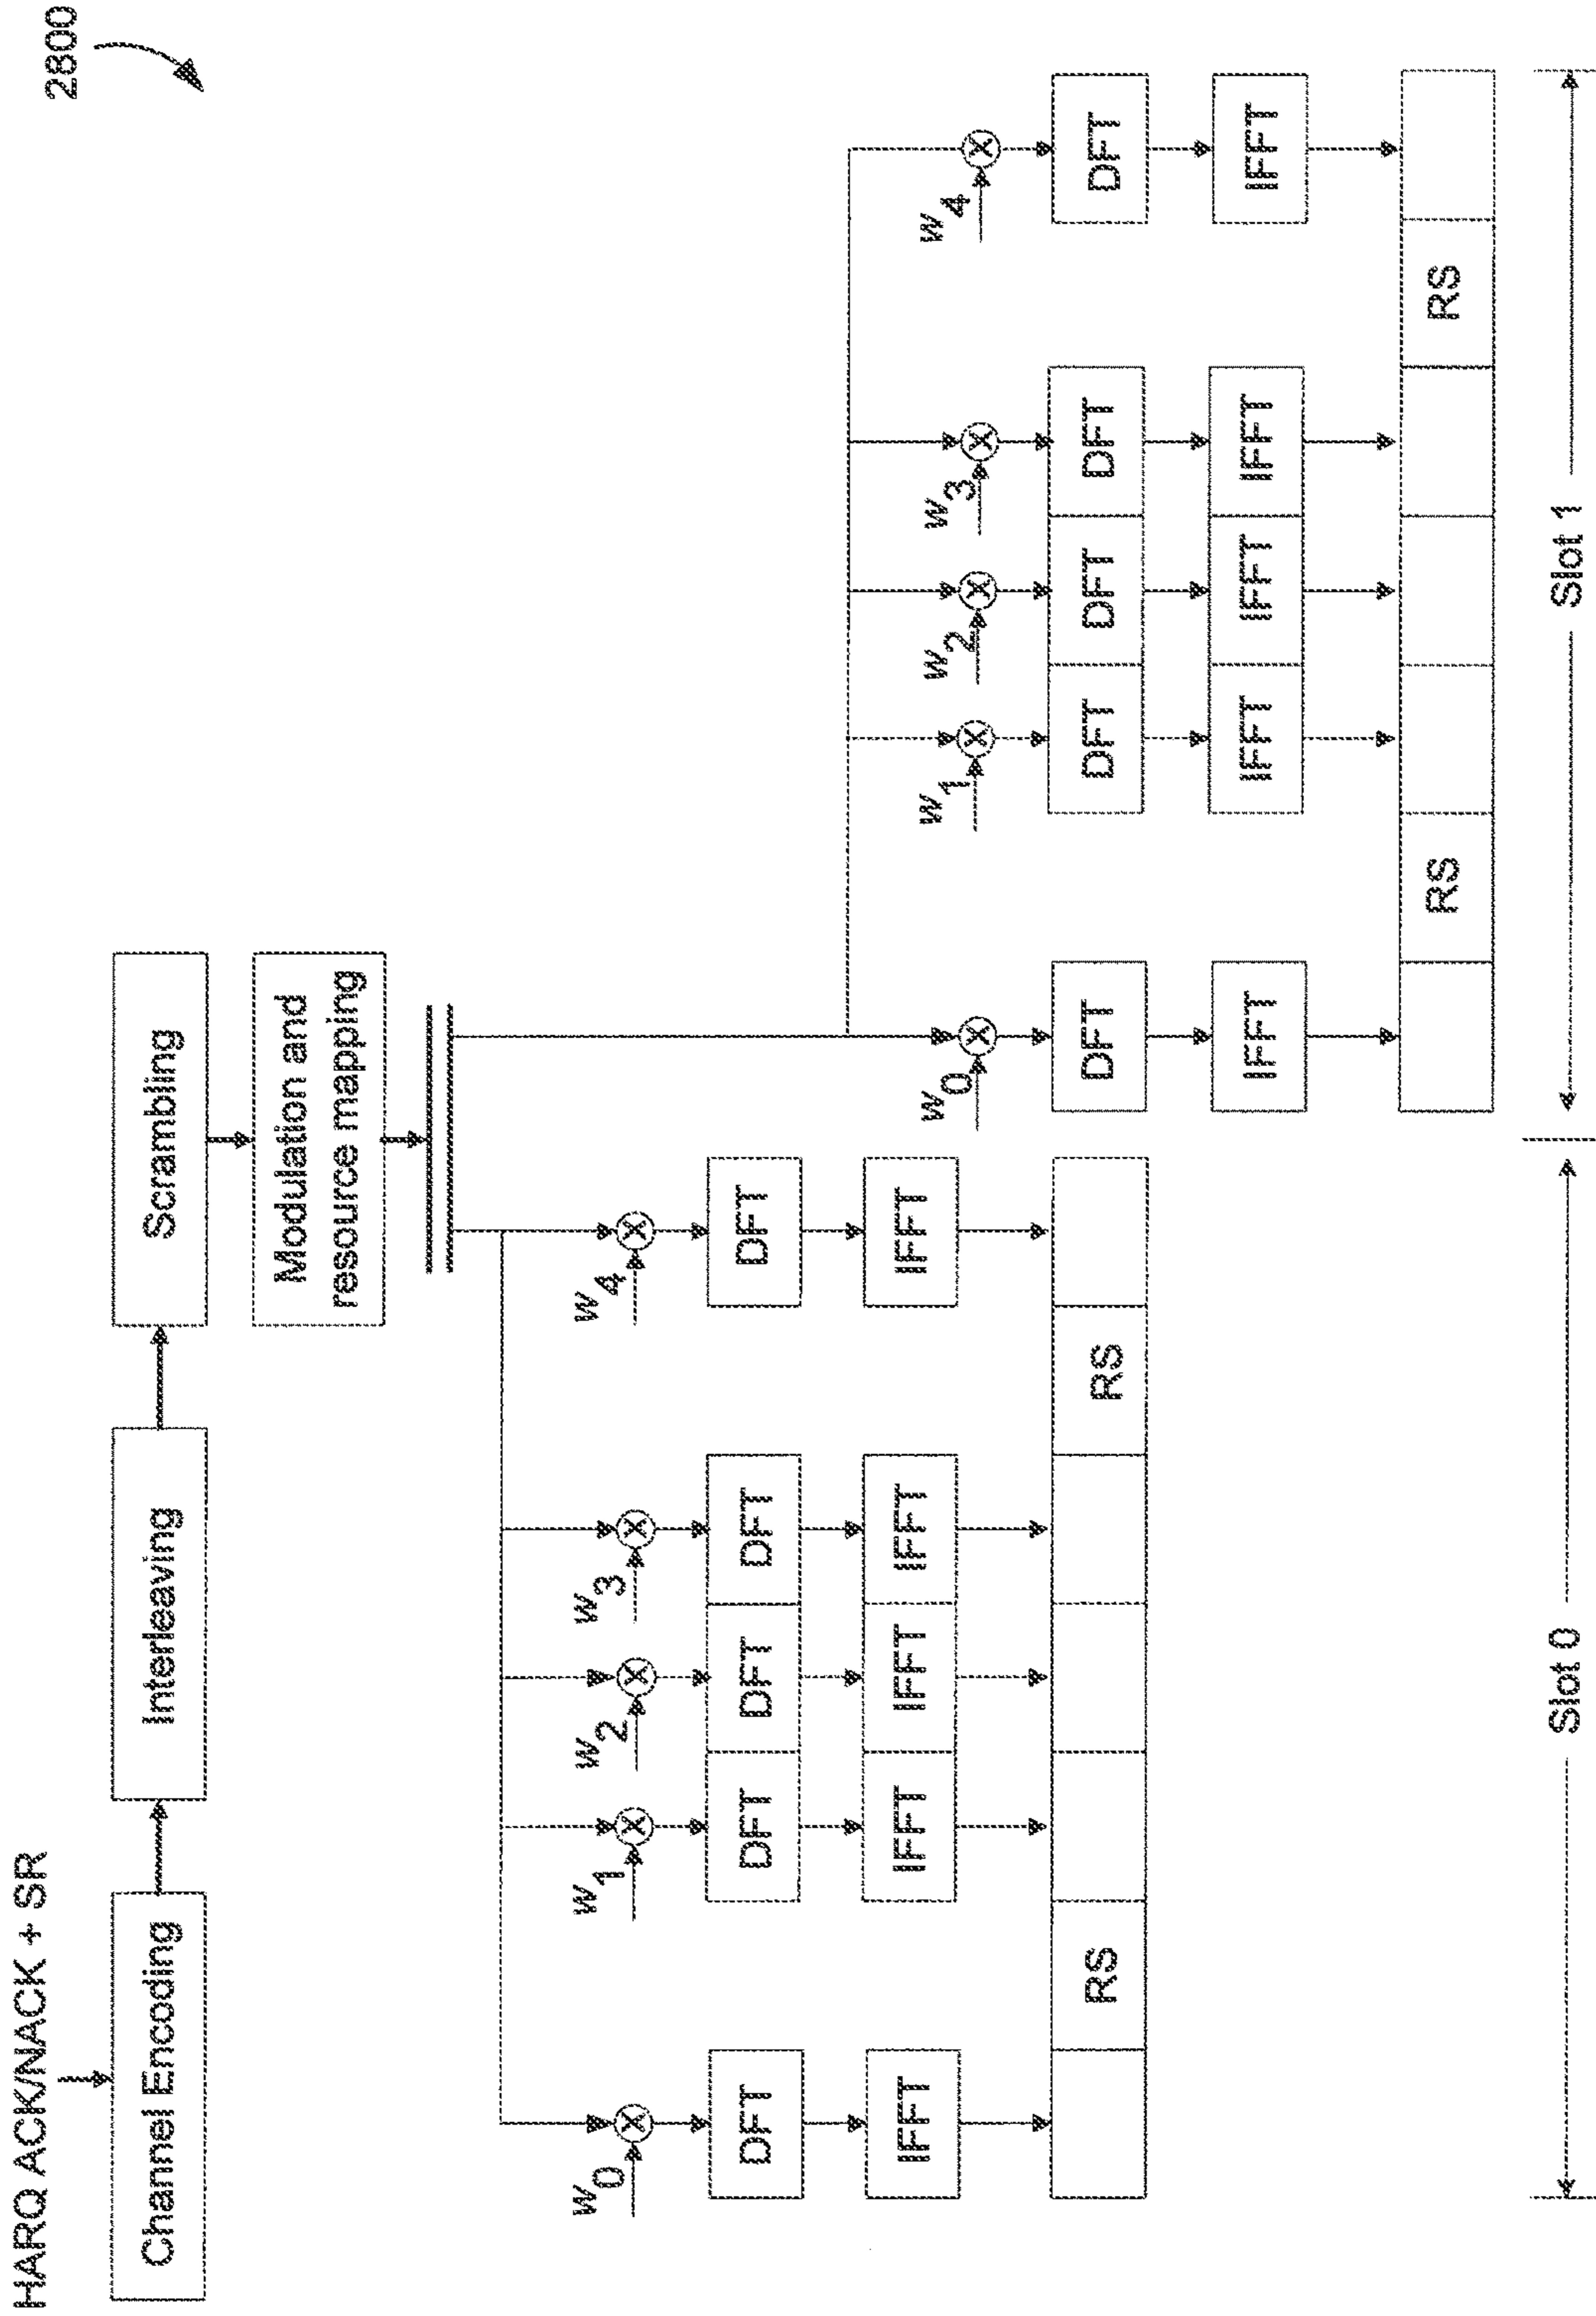 2800
HARQ ACK/NACK + SR
Channel Encoding
Interleaving
Scrambling
Modulation and
resource mapping
w0
w1
w2
w3
w4
DFT
DFT
DFT
DFT
DFT
IFFT
IFFT
IFFT
IFFT
IFFT
RS
RS
w0
w1
w2
w3
w4
DFT
DFT
DFT
DFT
DFT
IFFT
IFFT
IFFT
IFFT
IFFT
RS
RS
Slot 0
Slot 1